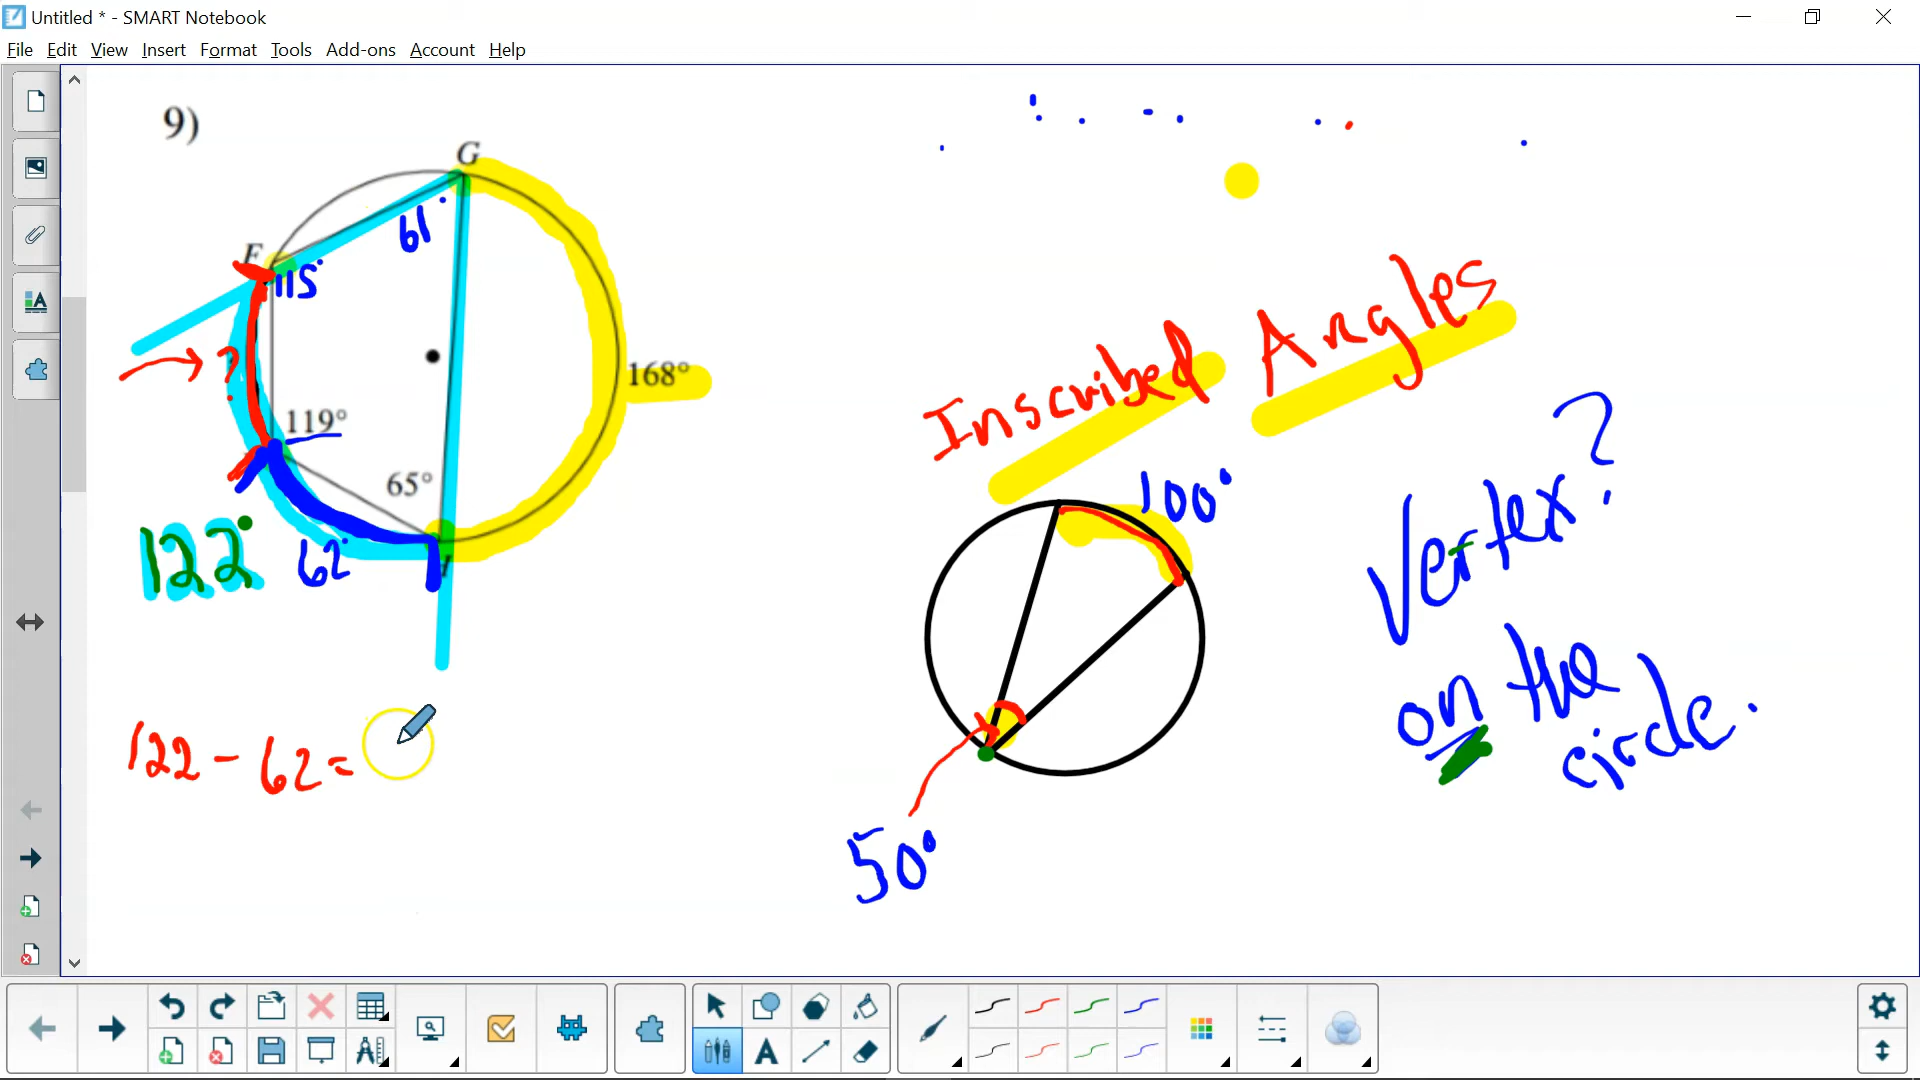 Untitled * - SMART Notebook
File Edit View Insert Format Tools Add-ons Account Help
9)
G
61°
F
115°
?
168°
119°
65°
122°
62°
122 - 62 =
Inscribed Angles
100°
50°
Vertex?
on the
circle.
A